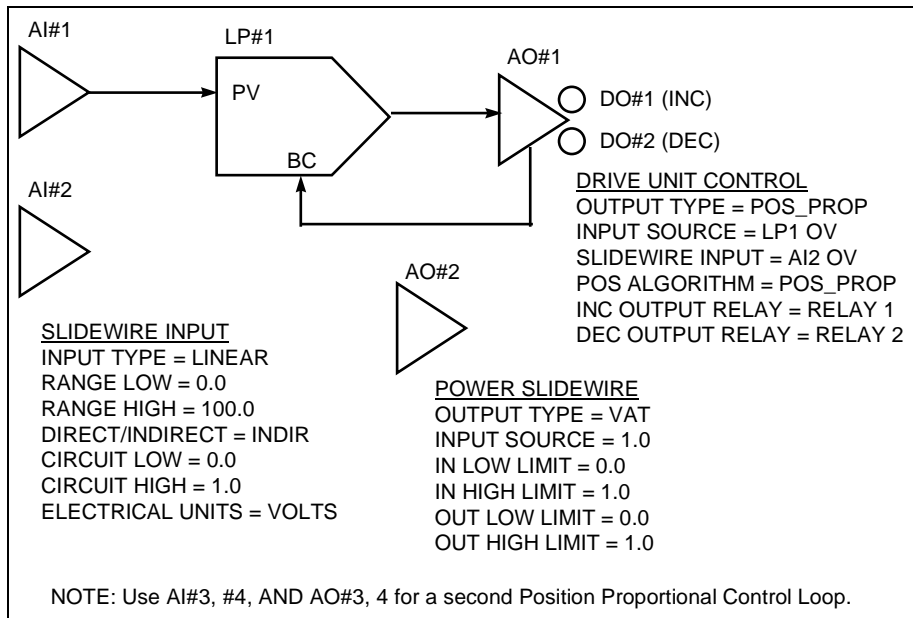 AI#1
LP#1
AO#1
PV
BC
DO#1 (INC)
DO#2 (DEC)
AI#2
DRIVE UNIT CONTROL
OUTPUT TYPE = POS_PROP
INPUT SOURCE = LP1 OV
SLIDEWIRE INPUT = AI2 OV
POS ALGORITHM = POS_PROP
INC OUTPUT RELAY = RELAY 1
DEC OUTPUT RELAY = RELAY 2
AO#2
SLIDEWIRE INPUT
INPUT TYPE = LINEAR
RANGE LOW = 0.0
RANGE HIGH = 100.0
DIRECT/INDIRECT = INDIR
CIRCUIT LOW = 0.0
CIRCUIT HIGH = 1.0
ELECTRICAL UNITS = VOLTS
POWER SLIDEWIRE
OUTPUT TYPE = VAT
INPUT SOURCE = 1.0
IN LOW LIMIT = 0.0
IN HIGH LIMIT = 1.0
OUT LOW LIMIT = 0.0
OUT HIGH LIMIT = 1.0
NOTE: Use AI#3, #4, AND AO#3, 4 for a second Position Proportional Control Loop.